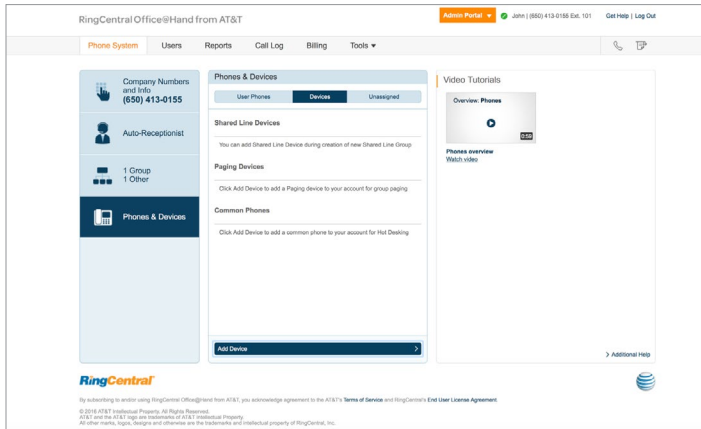 RingCentral Office@Hand from AT&T
Admin Portal
John | (650) 413-0155 Ext. 101
Get Help | Log Out
Phone System
Users
Reports
Call Log
Billing
Tools
Company Numbers
and Info
(650) 413-0155
Auto-Receptionist
1 Group
1 Other
Phones & Devices
Phones & Devices
User Phones
Devices
Unassigned
Shared Line Devices
You can add Shared Line Device during creation of new Shared Line Group
Paging Devices
Click Add Device to add a Paging device to your account for group paging
Common Phones
Click Add Device to add a common phone to your account for Hot Desking
Add Device
Video Tutorials
Overview: Phones
0:59
Phones overview
Watch video
Additional Help
RingCentral
By subscribing to and/or using RingCentral Office@Hand from AT&T, you acknowledge agreement to the AT&T's Terms of Service and RingCentral's End User License Agreement.
© 2016 AT&T Intellectual Property. All Rights Reserved.
AT&T and the AT&T logo are trademarks of AT&T Intellectual Property.
All other marks, logos, designs and otherwise are the trademarks and intellectual property of RingCentral, Inc.